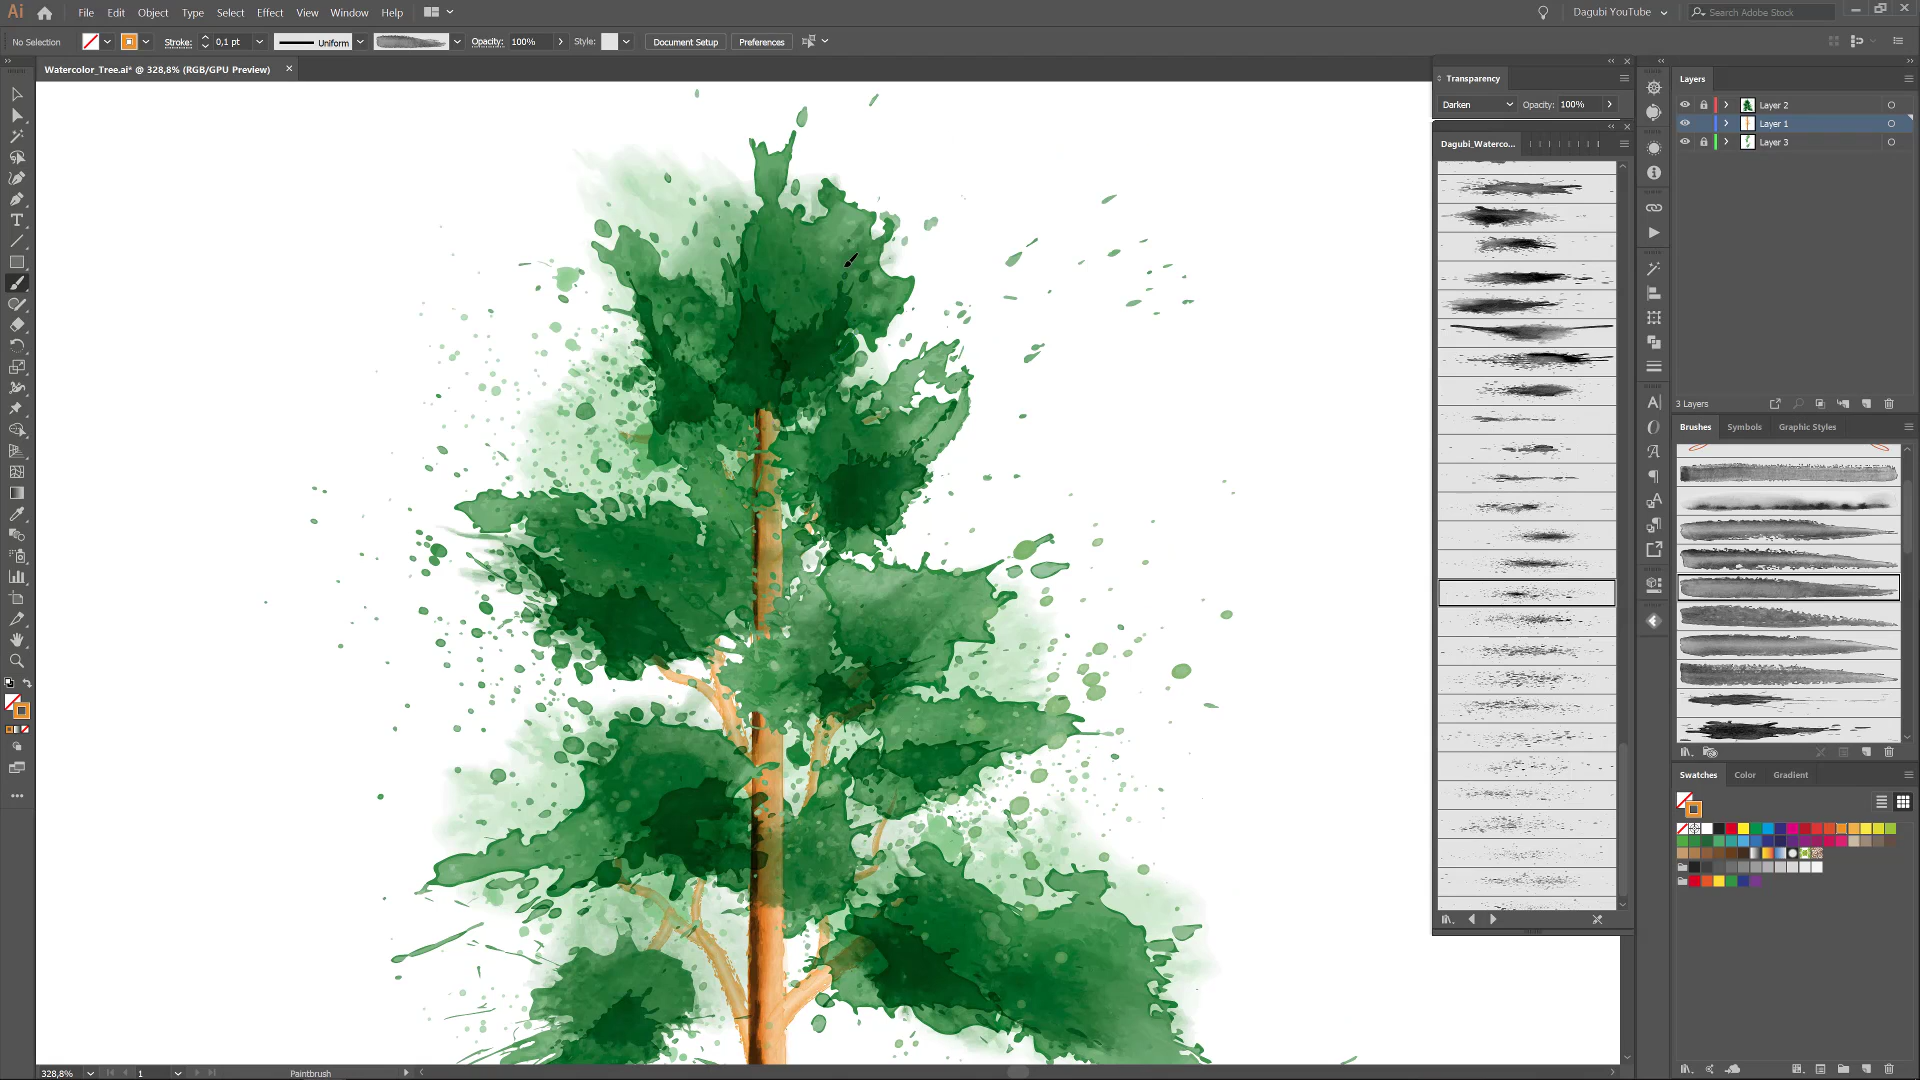 Ai File Edit Object Type Select Effect View Window Help Dagubi YouTube Search Adobe Stock
No Selection Stroke: 0,1 pt Uniform Opacity: 100% Style: Document Setup Preferences
Watercolor_Tree.ai* @ 328,8% (RGB/GPU Preview)
Transparency
Darken Opacity: 100%
Dagubi_Waterco...
Layers
Layer 2
Layer 1
Layer 3
3 Layers
Brushes Symbols Graphic Styles
Swatches Color Gradient
328,8% 1 Paintbrush